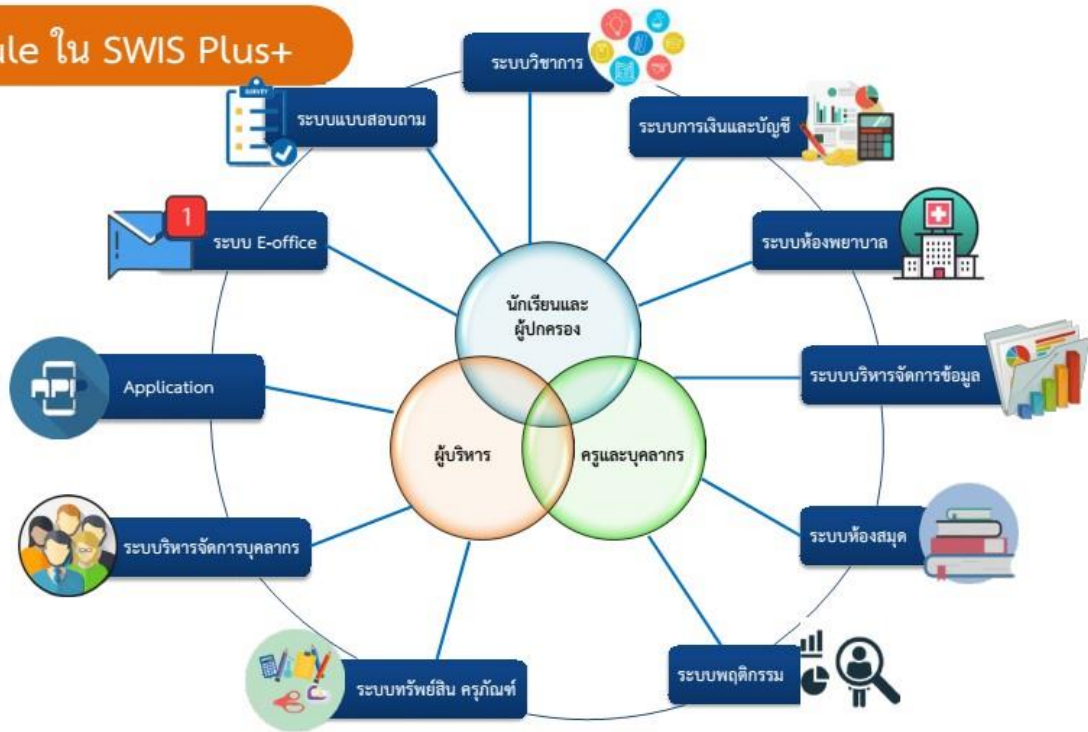 ule ใน SWIS Plus+
ระบบวิชาการ
SURVEY
ระบบแบบสอบถาม
ระบบการเงินและบัญชี
1
ระบบ E-office
ระบบห้องพยาบาล
นักเรียนและ
ผู้ปกครอง
API
Application
ระบบบริหารจัดการข้อมูล
ผู้บริหาร
ครูและบุคลากร
ระบบบริหารจัดการบุคลากร
ระบบห้องสมุด
ระบบทรัพย์สิน ครุภัณฑ์
ระบบพฤติกรรม